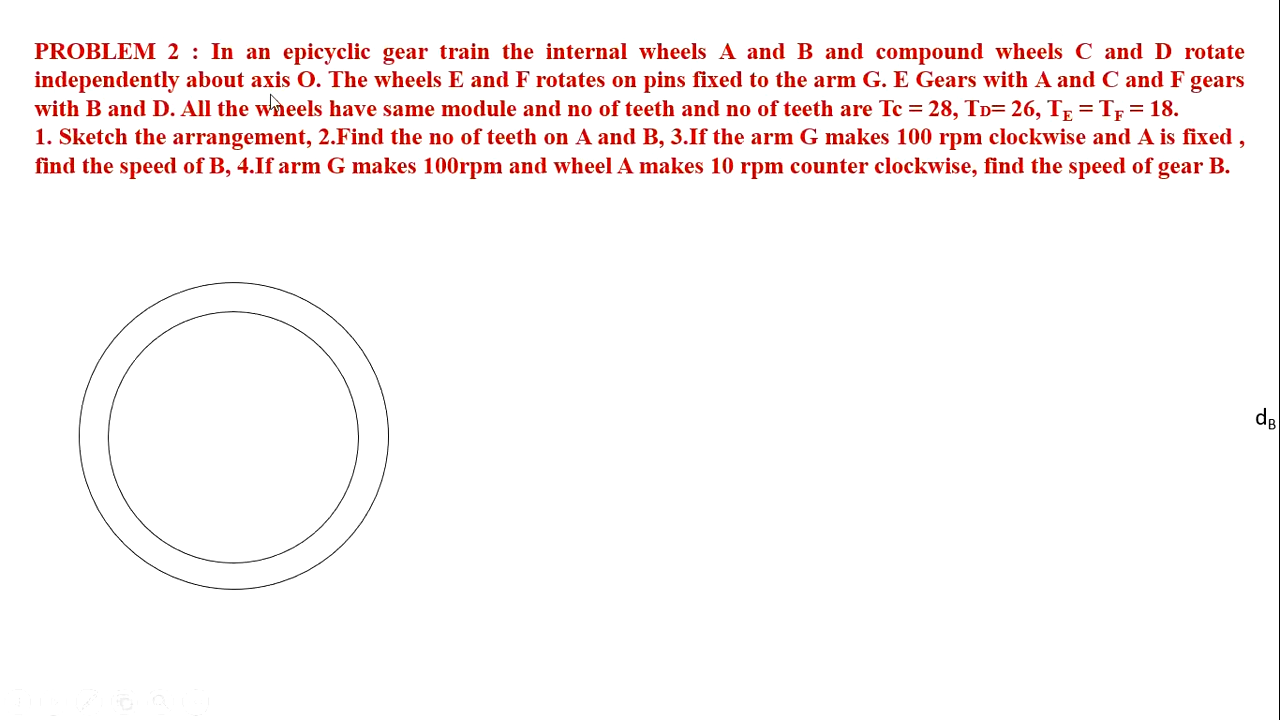 PROBLEM 2 : In an epicyclic gear train the internal wheels A and B and compound wheels C and D rotate
independently about axis O. The wheels E and F rotates on pins fixed to the arm G. E Gears with A and C and F gears
with B and D. All the wheels have same module and no of teeth and no of teeth are Tc = 28, TD= 26, TE = TF = 18.
1. Sketch the arrangement, 2.Find the no of teeth on A and B, 3.If the arm G makes 100 rpm clockwise and A is fixed ,
find the speed of B, 4.If arm G makes 100rpm and wheel A makes 10 rpm counter clockwise, find the speed of gear B.
dB